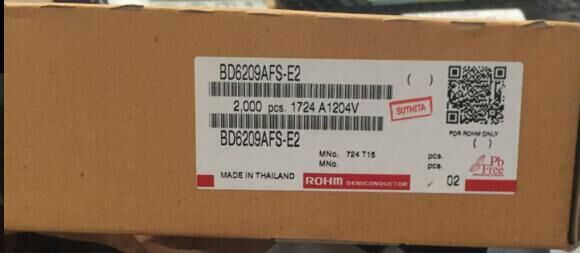 BD6209AFS-E2
( )
2,000 pcs. 1724 A1204V
SUTHITA
BD6209AFS-E2
FOR ROHM ONLY
( )
MNo. 724 T15 pcs.
MNo. pcs.
Pb
Free
MADE IN THAILAND ROHM SEMICONDUCTOR 02